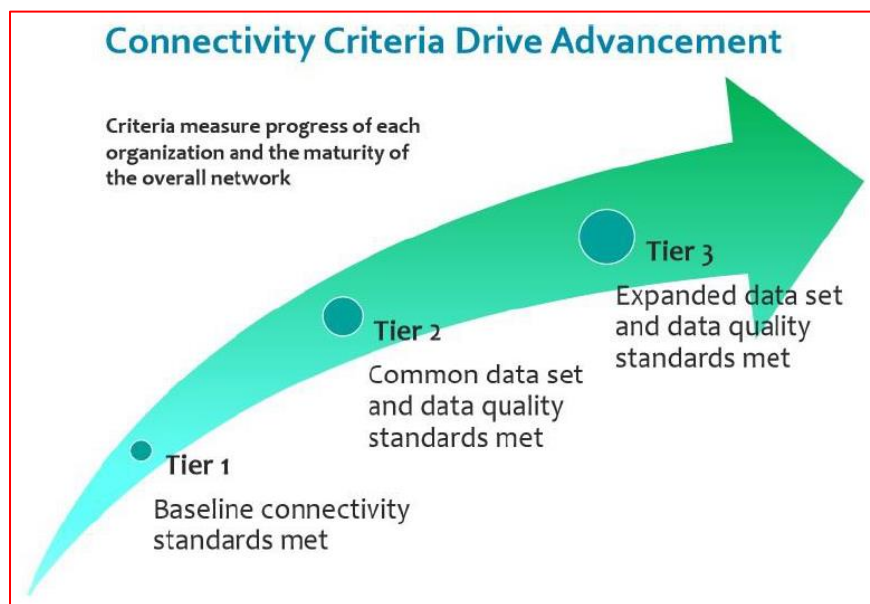 Connectivity Criteria Drive Advancement
Criteria measure progress of each
organization and the maturity of
the overall network
Tier 1
Baseline connectivity
standards met
Tier 2
Common data set
and data quality
standards met
Tier 3
Expanded data set
and data quality
standards met